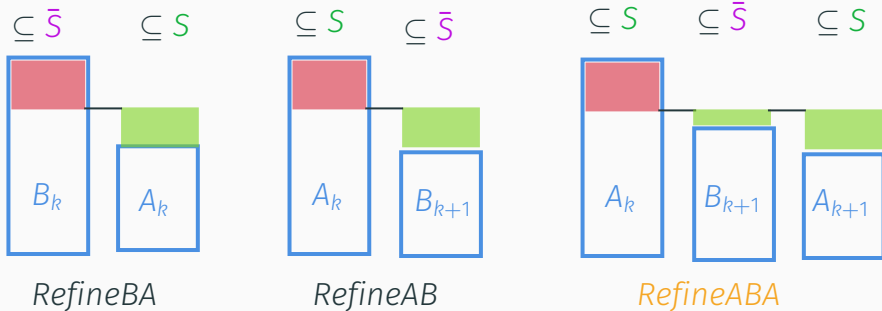 ⊆ S̄ ⊆ S ⊆ S ⊆ S̄ ⊆ S ⊆ S̄ ⊆ S
Bₖ Aₖ Aₖ Bₖ₊₁ Aₖ Bₖ₊₁ Aₖ₊₁
RefineBA RefineAB RefineABA